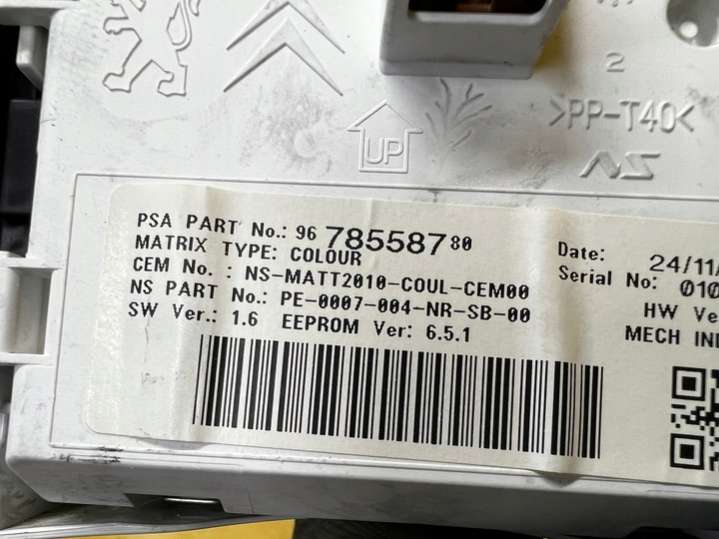 2
>PP-T40<
UP
NS
PSA PART No.: 96 785587 80
MATRIX TYPE: COLOUR
CEM No. : NS-MATT2010-COUL-CEM00
NS PART No.: PE-0007-004-NR-SB-00
SW Ver.: 1.6 EEPROM Ver: 6.5.1
Date: 24/11/
Serial No: 010
HW Ve
MECH IND